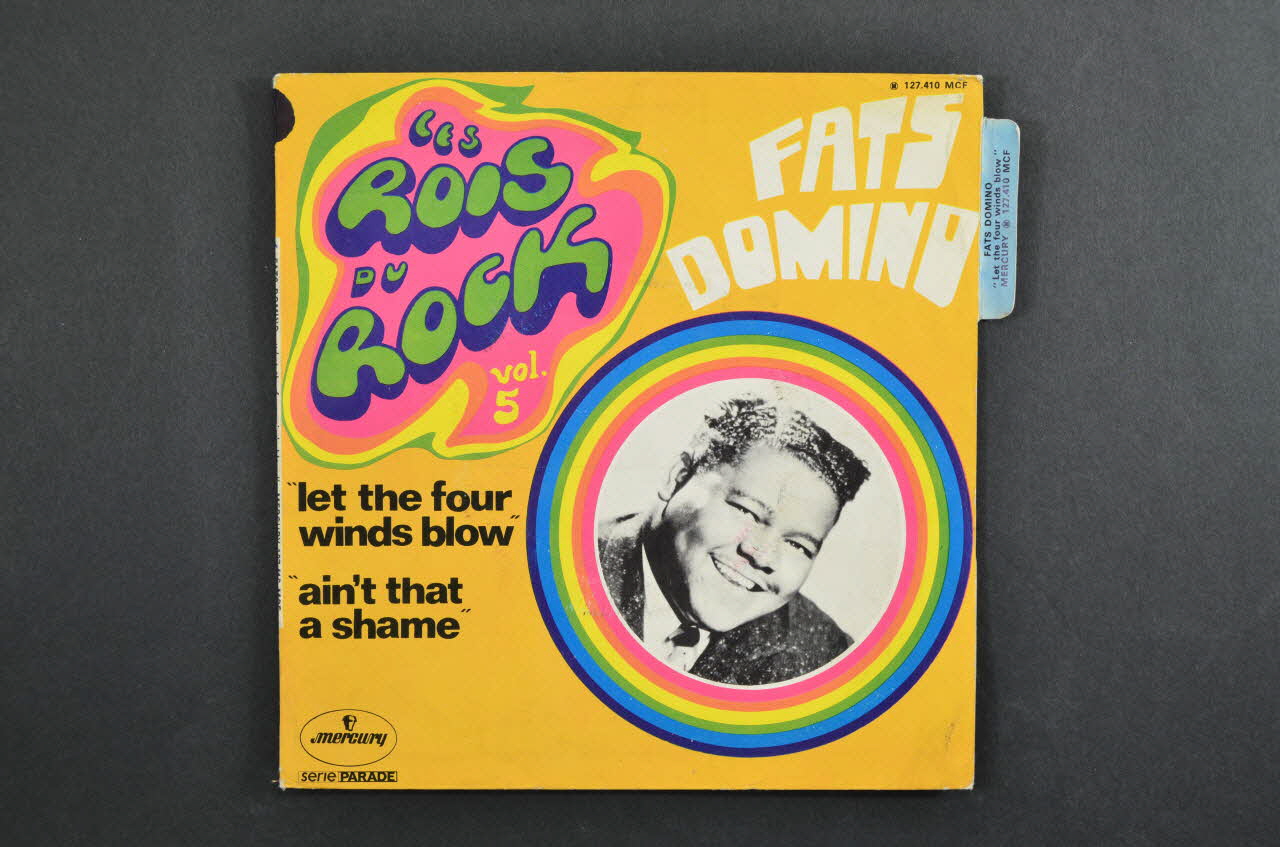 Ⓜ 127.410 MCF
LES
ROIS
DU
ROCK
vol.
5
FATS
DOMINO
FATS DOMINO
"Let the four winds blow"
MERCURY Ⓜ 127.410 MCF
"let the four
winds blow"
"ain't that
a shame"
mercury
serie PARADE